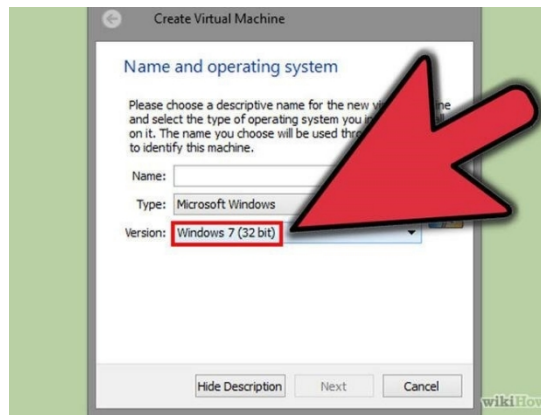 Create Virtual Machine
Name and operating system
Please choose a descriptive name for the new
and select the type of operating system you
on it. The name you choose will be used
to identify this machine.
Name:
Type: Microsoft Windows
Version: Windows 7 (32 bit)
Hide Description Next Cancel